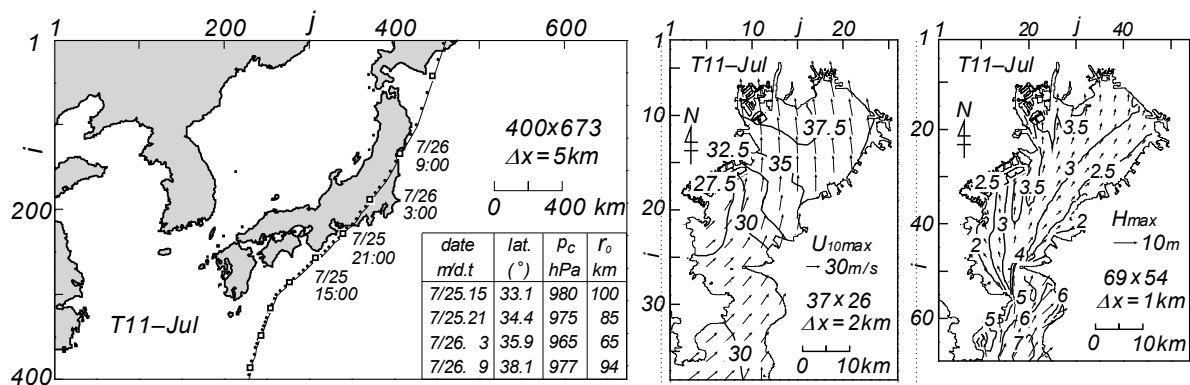 1 200 j 400 600
1
i
200
400
400x673
Δx = 5km
0 400 km
7/26
9:00
7/26
3:00
7/25
21:00
7/25
15:00
T11–Jul
date lat. pc r₀
m/d.t (°) hPa km
7/25.15 33.1 980 100
7/25.21 34.4 975 85
7/26. 3 35.9 965 65
7/26. 9 38.1 977 94
1 10 j 20
1
10
20
i
30
T11–Jul
N
37.5
32.5
35
27.5
30
U10max
30m/s
37x26
Δx = 2km
30
0 10km
1 20 j 40
1
20
40
i
60
T11–Jul
N
3.5
3
2.5
2.5
3.5
3
2
2
4
Hmax
10m
69x54
Δx = 1km
5
6
5
6
7
0 10km